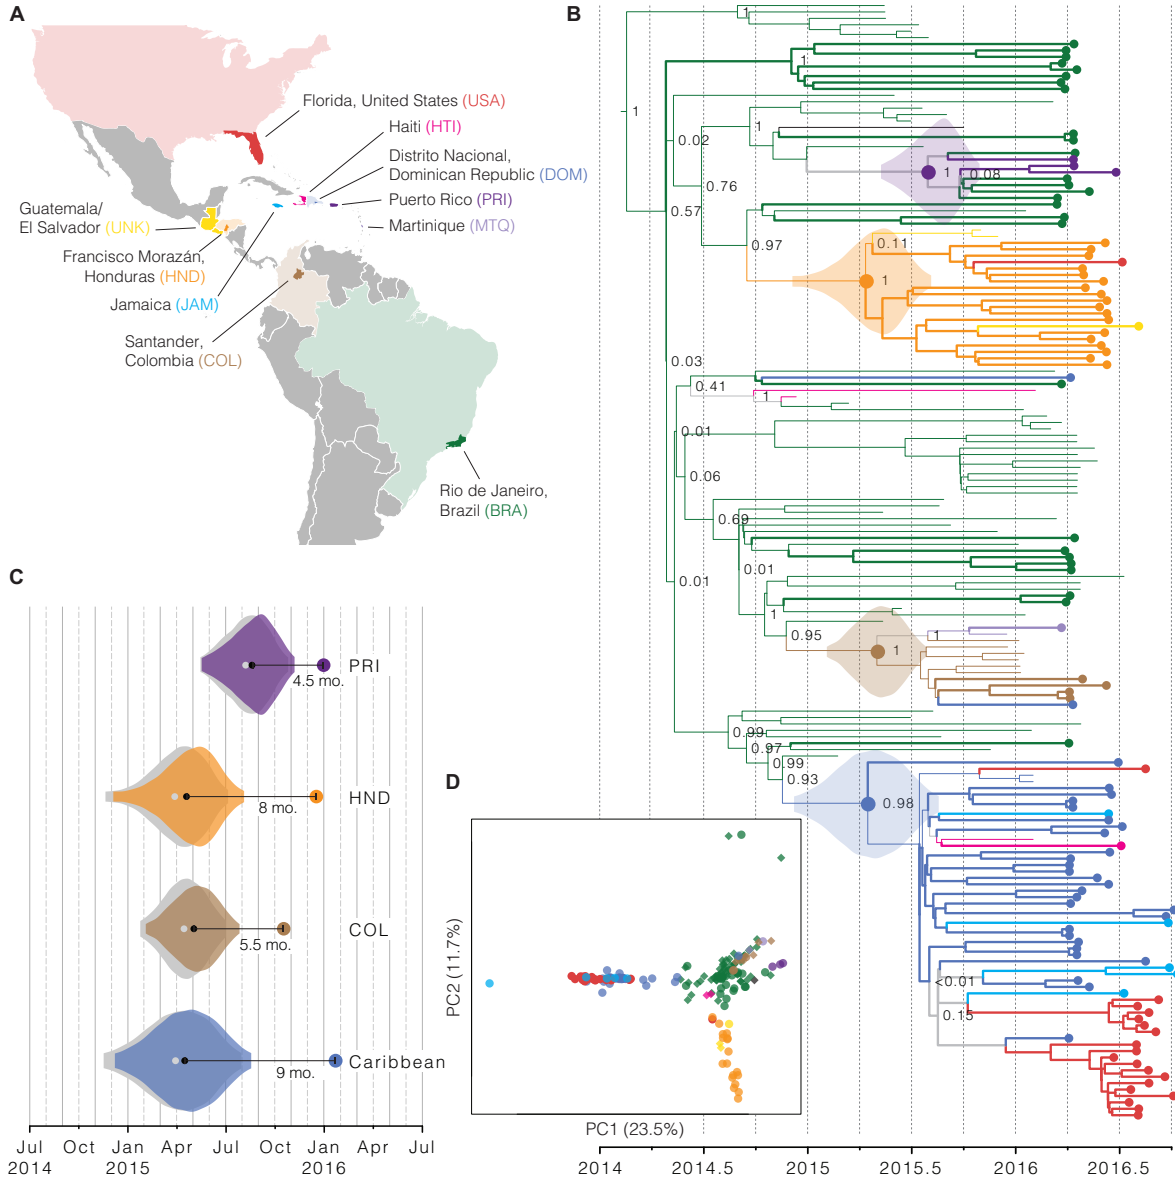 A
Florida, United States (USA)
Haiti (HTI)
Distrito Nacional,
Dominican Republic (DOM)
Puerto Rico (PRI)
Martinique (MTQ)
Guatemala/
El Salvador (UNK)
Francisco Morazán,
Honduras (HND)
Jamaica (JAM)
Santander,
Colombia (COL)
Rio de Janeiro,
Brazil (BRA)
B
1
1
1
0.02
1
1
0.08
0.76
0.57
0.97
0.11
1
0.03
0.41
1
0.01
0.06
0.69
0.01
0.01
1
0.95
1
1
0.99
0.97
0.99
0.93
0.98
<0.01
0.15
2014
2014.5
2015
2015.5
2016
2016.5
C
PRI
4.5 mo.
HND
8 mo.
COL
5.5 mo.
Caribbean
9 mo.
Jul
Oct
Jan
Apr
Jul
Oct
Jan
Jul
2014
2015
2016
D
PC2 (11.7%)
PC1 (23.5%)